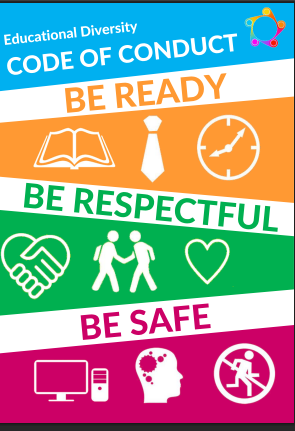 Educational Diversity
CODE OF CONDUCT
BE READY
BE RESPECTFUL
BE SAFE